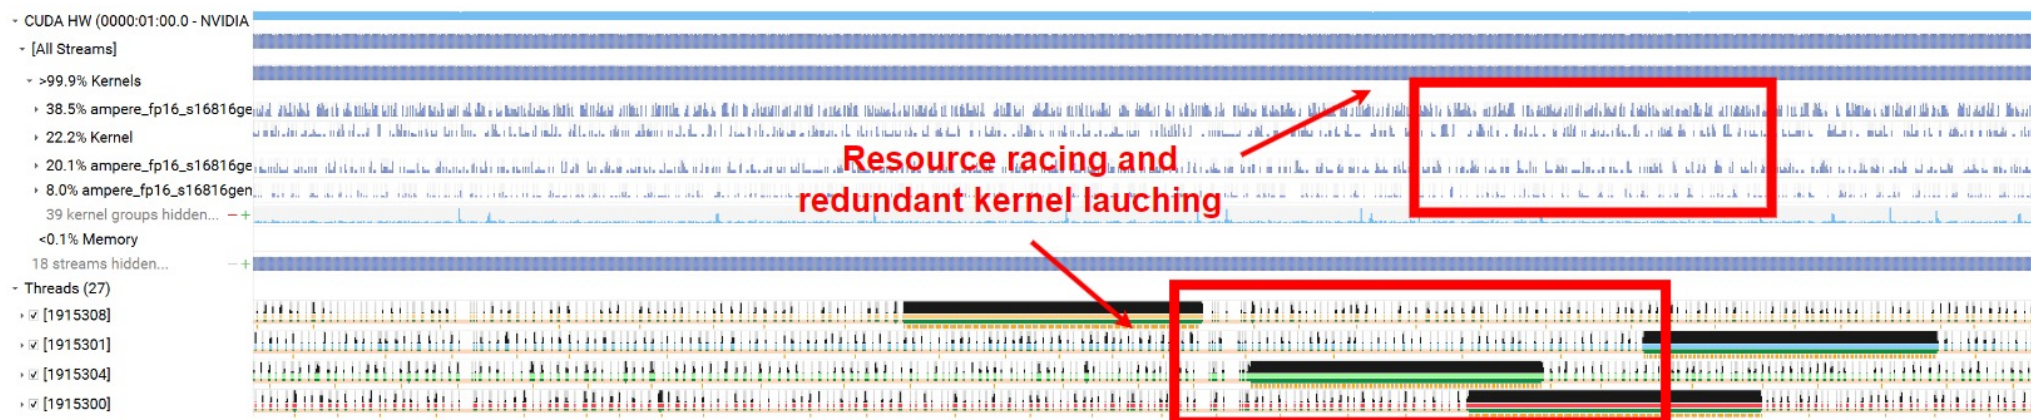 CUDA HW (0000:01:00.0 - NVIDIA
[All Streams]
>99.9% Kernels
38.5% ampere_fp16_s16816ge
22.2% Kernel
20.1% ampere_fp16_s16816ge
8.0% ampere_fp16_s16816gen
39 kernel groups hidden...
<0.1% Memory
18 streams hidden...
Threads (27)
[1915308]
[1915301]
[1915304]
[1915300]
Resource racing and
redundant kernel lauching